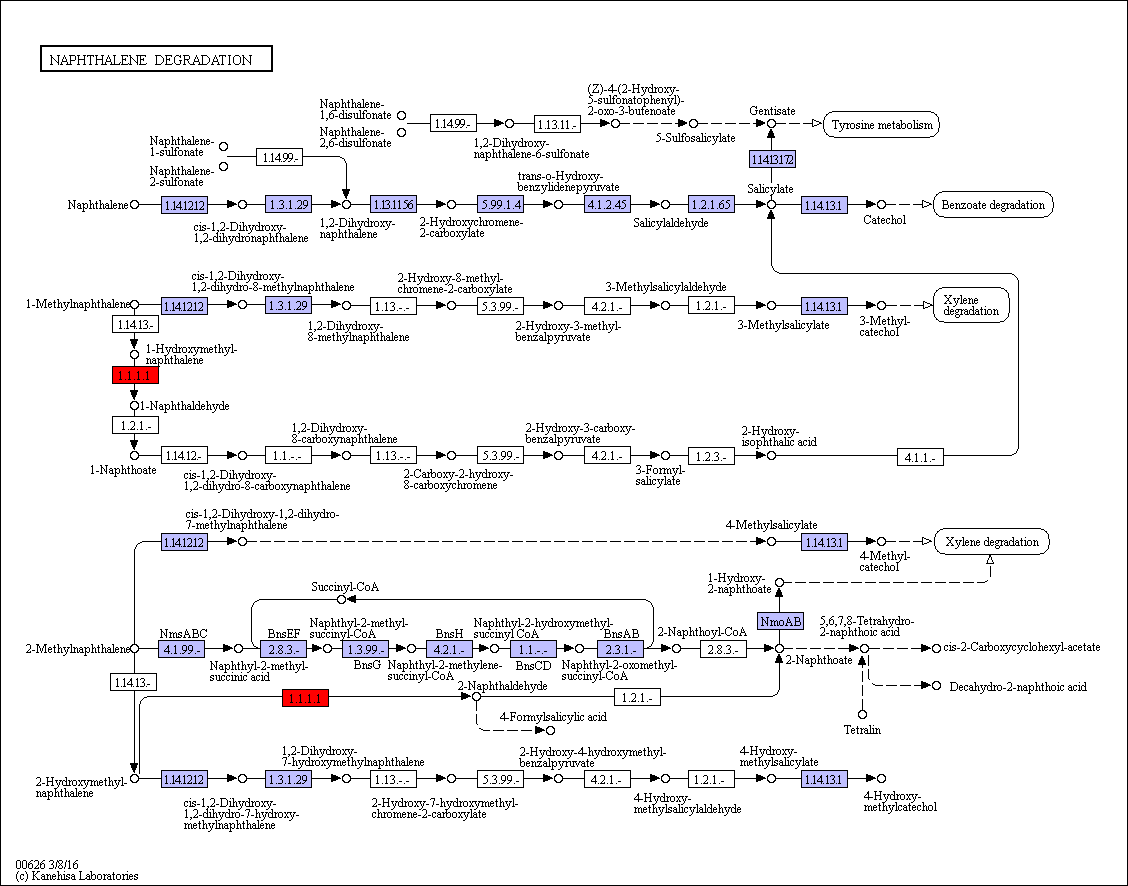 NAPHTHALENE DEGRADATION
(Z)-4-(2-Hydroxy-
5-sulfonatophenyl)-
2-oxo-3-butenoate
Naphthalene-
1,6-disulfonate
Naphthalene-
2,6-disulfonate
1.14.99.-
1.13.11.-
Gentisate
Tyrosine metabolism
1,2-Dihydroxy-
naphthalene-6-sulfonate
5-Sulfosalicylate
Naphthalene-
1-sulfonate
Naphthalene-
2-sulfonate
1.14.99.-
1.14.13.172
trans-o-Hydroxy-
benzylidenepyruvate
Salicylate
Naphthalene
1.14.12.12
1.3.1.29
1.13.11.56
5.99.1.4
4.1.2.45
1.2.1.65
1.14.13.1
Benzoate degradation
cis-1,2-Dihydroxy-
1,2-dihydronaphthalene
1,2-Dihydroxy-
naphthalene
2-Hydroxychromene-
2-carboxylate
Salicylaldehyde
Catechol
cis-1,2-Dihydroxy-
1,2-dihydro-8-methylnaphthalene
2-Hydroxy-8-methyl-
chromene-2-carboxylate
3-Methylsalicylaldehyde
1-Methylnaphthalene
1.14.12.12
1.3.1.29
1.13.-.-
5.3.99.-
4.2.1.-
1.2.1.-
1.14.13.1
Xylene
degradation
1.14.13.-
1,2-Dihydroxy-
8-methylnaphthalene
2-Hydroxy-3-methyl-
benzalpyruvate
3-Methylsalicylate
3-Methyl-
catechol
1-Hydroxymethyl-
naphthalene
1.1.1.1
1-Naphthaldehyde
1.2.1.-
1,2-Dihydroxy-
8-carboxynaphthalene
2-Hydroxy-3-carboxy-
benzalpyruvate
2-Hydroxy-
isophthalic acid
1-Naphthoate
1.14.12.-
1.1.-.-
1.13.-.-
5.3.99.-
4.2.1.-
1.2.3.-
4.1.1.-
cis-1,2-Dihydroxy-
1,2-dihydro-8-carboxynaphthalene
2-Carboxy-2-hydroxy-
8-carboxychromene
3-Formyl-
salicylate
cis-1,2-Dihydroxy-1,2-dihydro-
7-methylnaphthalene
4-Methylsalicylate
1.14.12.12
1.14.13.1
Xylene degradation
4-Methyl-
catechol
Succinyl-CoA
1-Hydroxy-
2-naphthoate
NmsABC
BnsEF
Naphthyl-2-methyl-
succinyl-CoA
BnsH
Naphthyl-2-hydroxymethyl-
succinyl CoA
BnsAB
2-Naphthoyl-CoA
NmoAB
5,6,7,8-Tetrahydro-
2-naphthoic acid
2-Methylnaphthalene
4.1.99.-
2.8.3.-
1.3.99.-
4.2.1.-
1.1.-.-
2.3.1.-
2.8.3.-
cis-2-Carboxycyclohexyl-acetate
Naphthyl-2-methyl-
succinic acid
BnsG
Naphthyl-2-methylene-
succinyl-CoA
BnsCD
Naphthyl-2-oxomethyl-
succinyl-CoA
2-Naphthoate
1.14.13.-
1.1.1.1
2-Naphthaldehyde
1.2.1.-
Decahydro-2-naphthoic acid
4-Formylsalicylic acid
Tetralin
1,2-Dihydroxy-
7-hydroxymethylnaphthalene
2-Hydroxy-4-hydroxymethyl-
benzalpyruvate
4-Hydroxy-
methylsalicylate
2-Hydroxymethyl-
naphthalene
1.14.12.12
1.3.1.29
1.13.-.-
5.3.99.-
4.2.1.-
1.2.1.-
1.14.13.1
cis-1,2-Dihydroxy-
1,2-dihydro-7-hydroxy-
methylnaphthalene
2-Hydroxy-7-hydroxymethyl-
chromene-2-carboxylate
4-Hydroxy-
methylsalicylaldehyde
4-Hydroxy-
methylcatechol
00626 3/8/16
(c) Kanehisa Laboratories